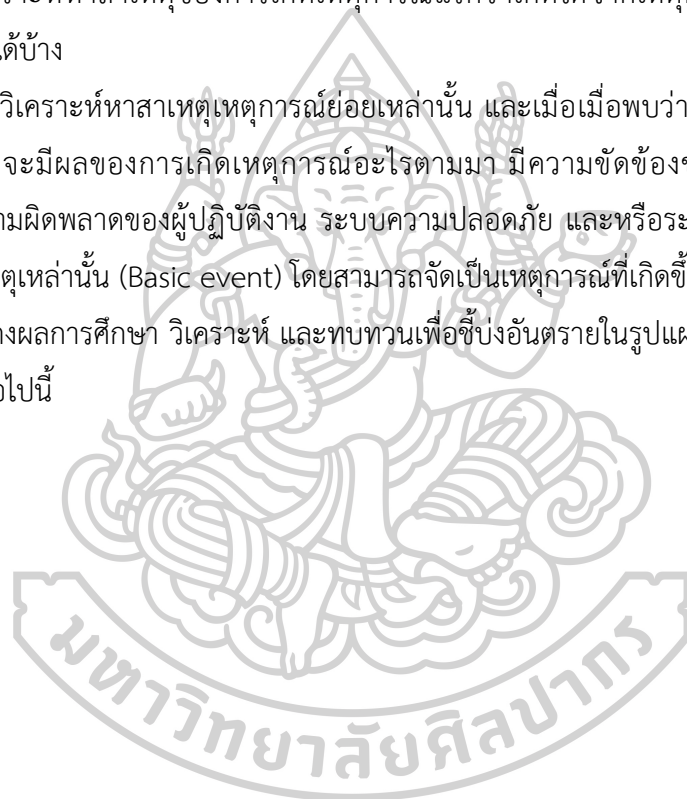 ได้บ้าง
วิเคราะห์หาสาเหตุเหตุการณ์ย่อยเหล่านั้น และเมื่อเมื่อพบว่า
จะมีผลของการเกิดเหตุการณ์อะไรตามมา มีความขัดข้อง
ผิดพลาดของผู้ปฏิบัติงาน ระบบความปลอดภัย และหรือ
เหล่านั้น (Basic event) โดยสามารถจัดเป็นเหตุการณ์ที่เกิดขึ้
ผลการศึกษา วิเคราะห์ และทบทวนเพื่อชี้บ่งอันตรายในรูป
อไปนี้
มหาวิทยาลัยศิลปากร